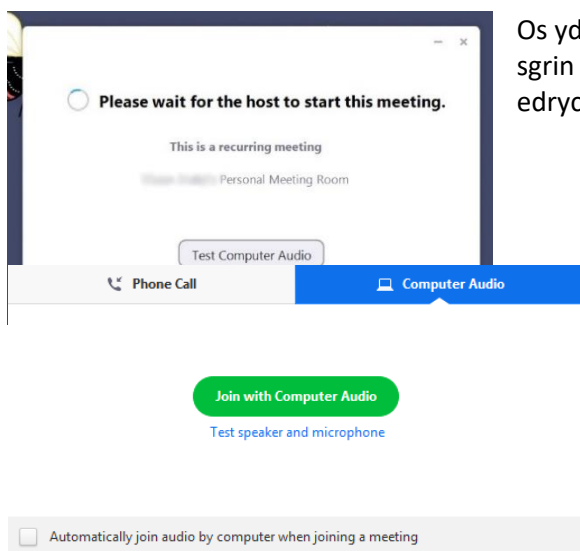 Os yd
sgrin
edryc
Please wait for the host to start this meeting.
This is a recurring meeting
Personal Meeting Room
Test Computer Audio
Phone Call
Computer Audio
Join with Computer Audio
Test speaker and microphone
Automatically join audio by computer when joining a meeting